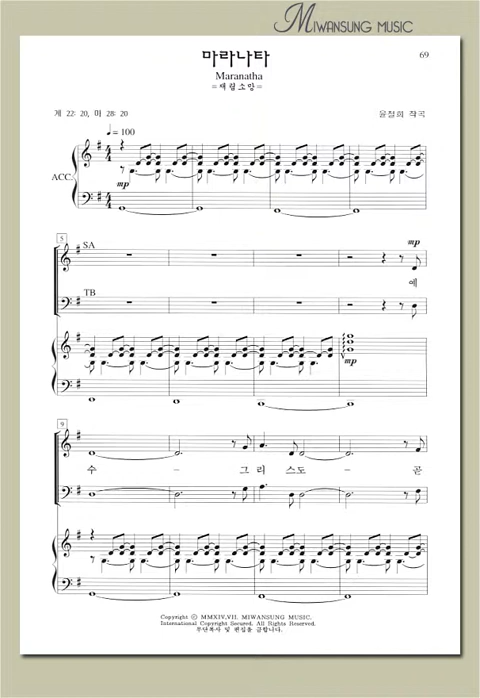 MIWANSUNG MUSIC
마라나타
69
Maranatha
=재림소망=
계 22: 20, 마 28: 20
윤철희 작곡
♩ = 100
ACC.
mp
5
SA
mp
예
TB
mp
9
수 - 그 리 스도 - 곧
Copyright © MMXIV,VII. MIWANSUNG MUSIC.
International Copyright Secured. All Rights Reserved.
무단복사 및 편집을 금합니다.